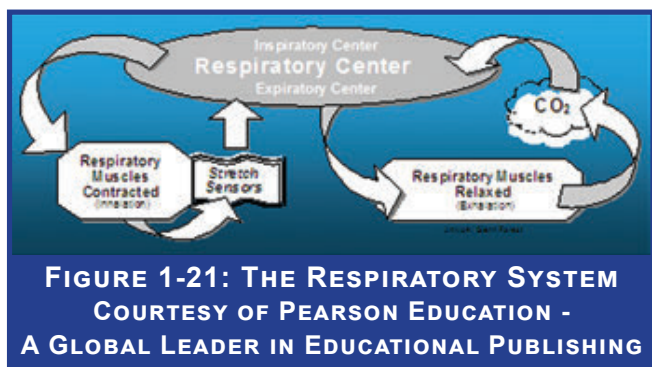 Inspiratory Center
Respiratory Center
Expiratory Center
CO₂
Respiratory
Muscles
Contracted
(Inhalation)
Stretch
Sensors
Respiratory Muscles
Relaxed
(Exhalation)
FIGURE 1-21: THE RESPIRATORY SYSTEM
COURTESY OF PEARSON EDUCATION -
A GLOBAL LEADER IN EDUCATIONAL PUBLISHING